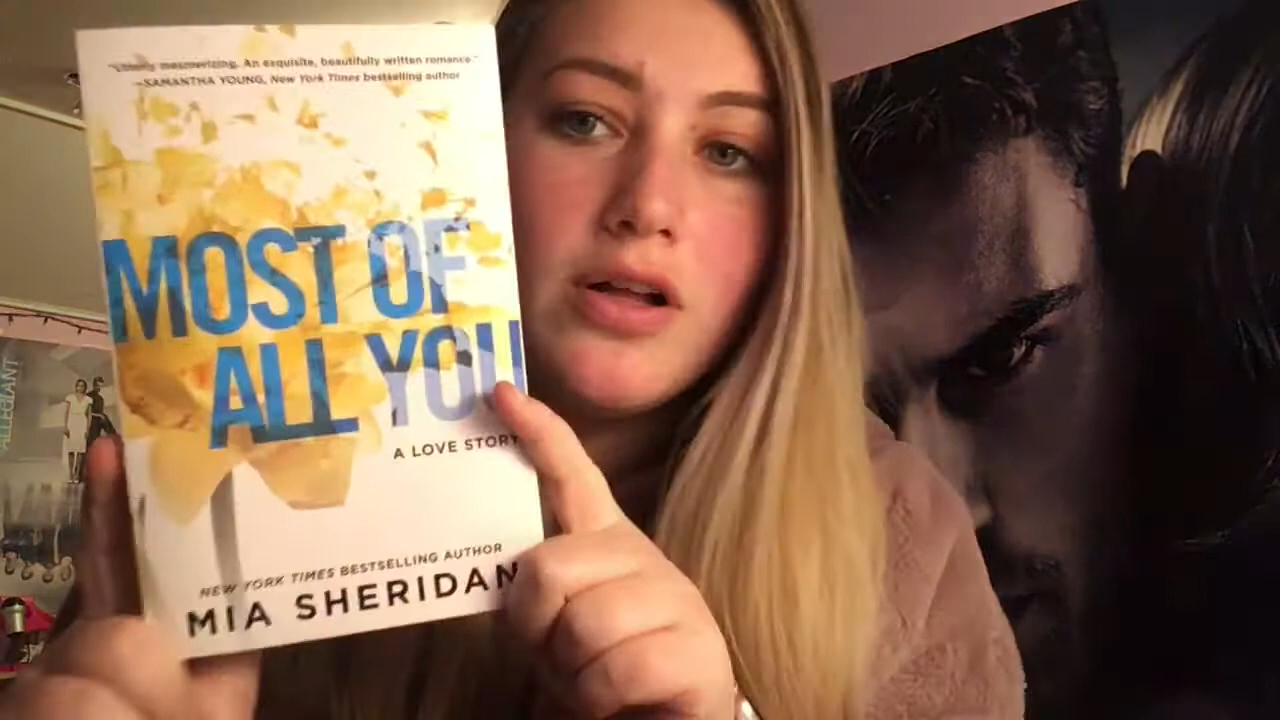 "Utterly mesmerizing. An exquisite, beautifully written romance."
—SAMANTHA YOUNG, New York Times bestselling author
MOST OF
ALL YOU
A LOVE STORY
NEW YORK TIMES BESTSELLING AUTHOR
MIA SHERIDAN
ALLEGIANT